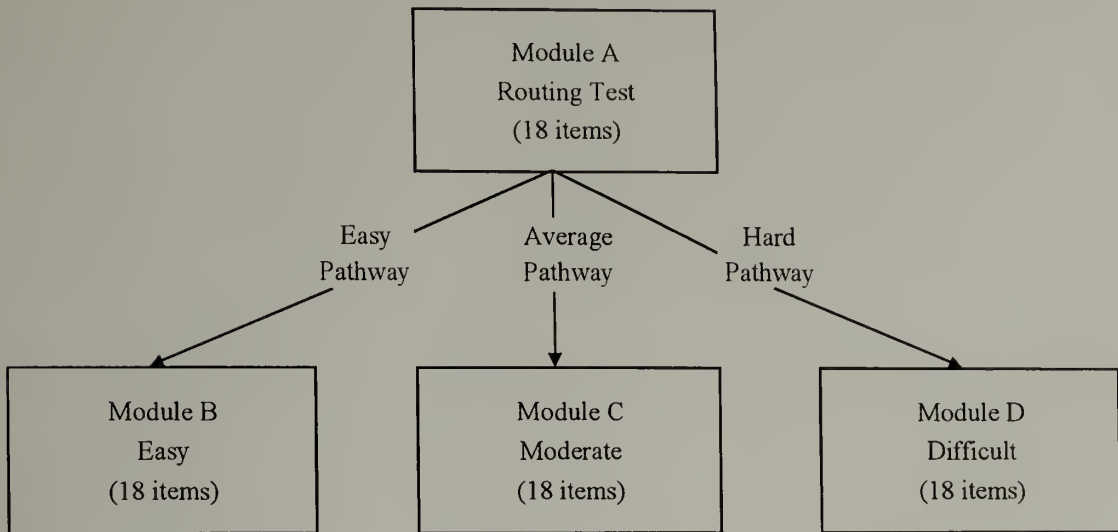 Module A
Routing Test
(18 items)
Easy
Pathway
Average
Pathway
Hard
Pathway
Module B
Easy
(18 items)
Module C
Moderate
(18 items)
Module D
Difficult
(18 items)